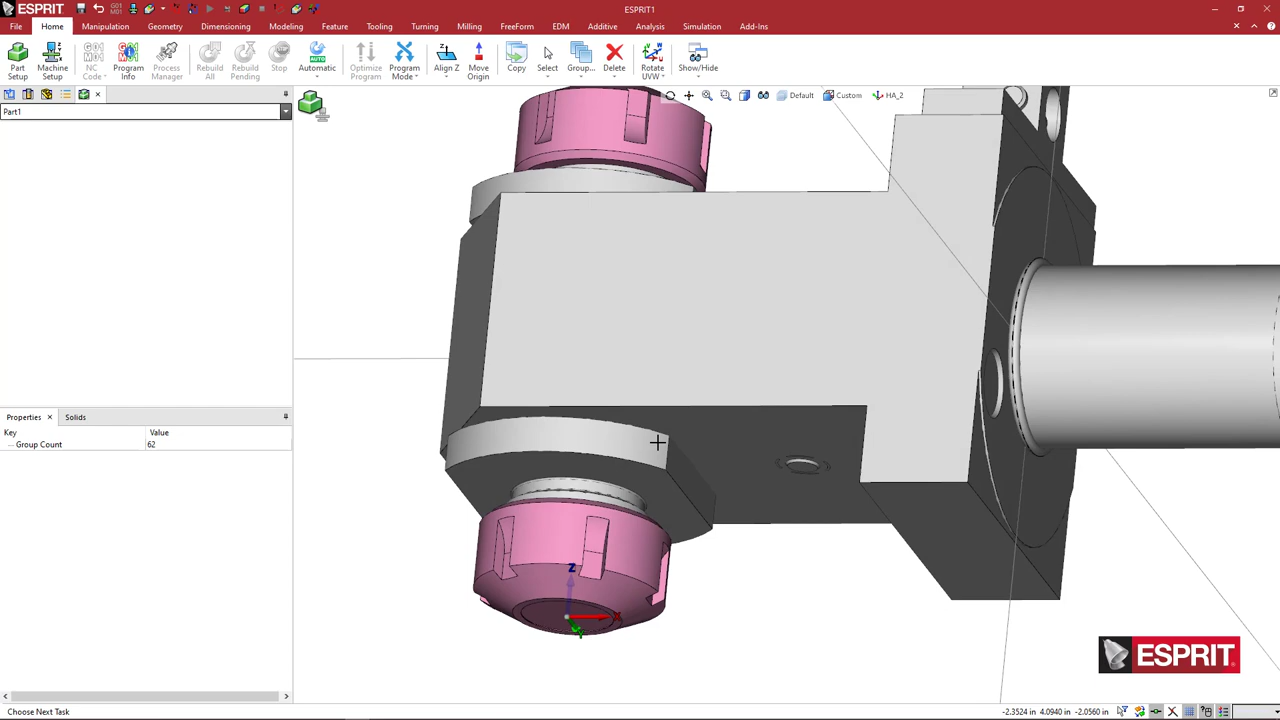 ESPRIT1
File Home Manipulation Geometry Dimensioning Modeling Feature Tooling Turning Milling FreeForm EDM Additive Analysis Simulation Add-Ins
Part Setup
Machine Setup
NC Code
Program Info
Process Manager
Rebuild All
Rebuild Pending
Stop
Automatic
Optimize Program
Program Mode
Align Z
Move Origin
Copy
Select
Group...
Delete
Rotate UVW
Show/Hide
Part1
Default Custom HA_2
Properties Solids
Key Value
Group Count 62
Z
X
Y
ESPRIT
Choose Next Task
-2.3524 in 4.0940 in -2.0560 in